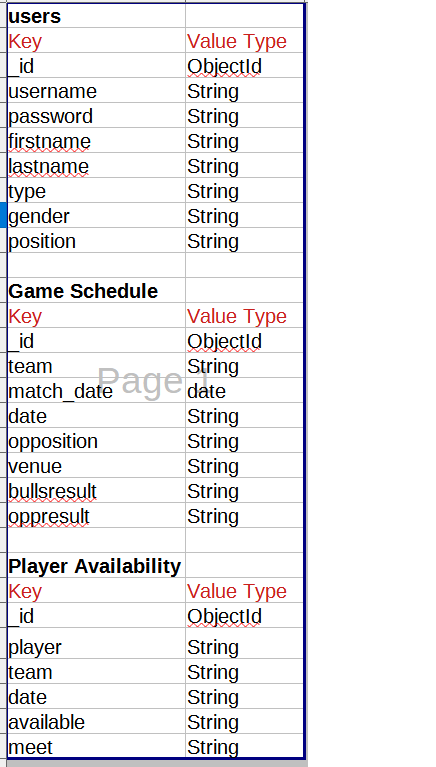 users
Key Value Type
_id ObjectId
username String
password String
firstname String
lastname String
type String
gender String
position String
Game Schedule
Key Value Type
_id ObjectId
team String
match_date date
Page 1
date String
opposition String
venue String
bullsresult String
oppresult String
Player Availability
Key Value Type
_id ObjectId
player String
team String
date String
available String
meet String